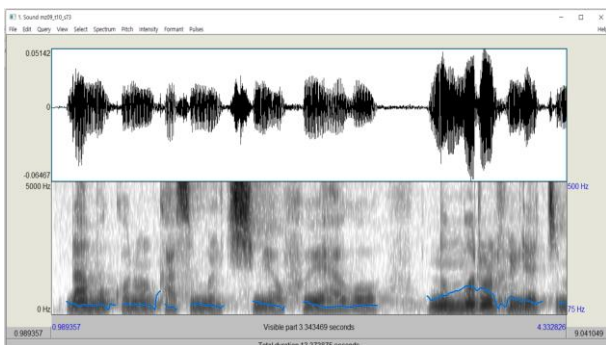 1. Sound mz09_t10_s73
File Edit Query View Select Spectrum Pitch Intensity Formant Pulses Help
0.05142
0
-0.06467
5000 Hz 500 Hz
0 Hz 75 Hz
0.989357 Visible part 3.343469 seconds 4.332826
0.989357 9.041049